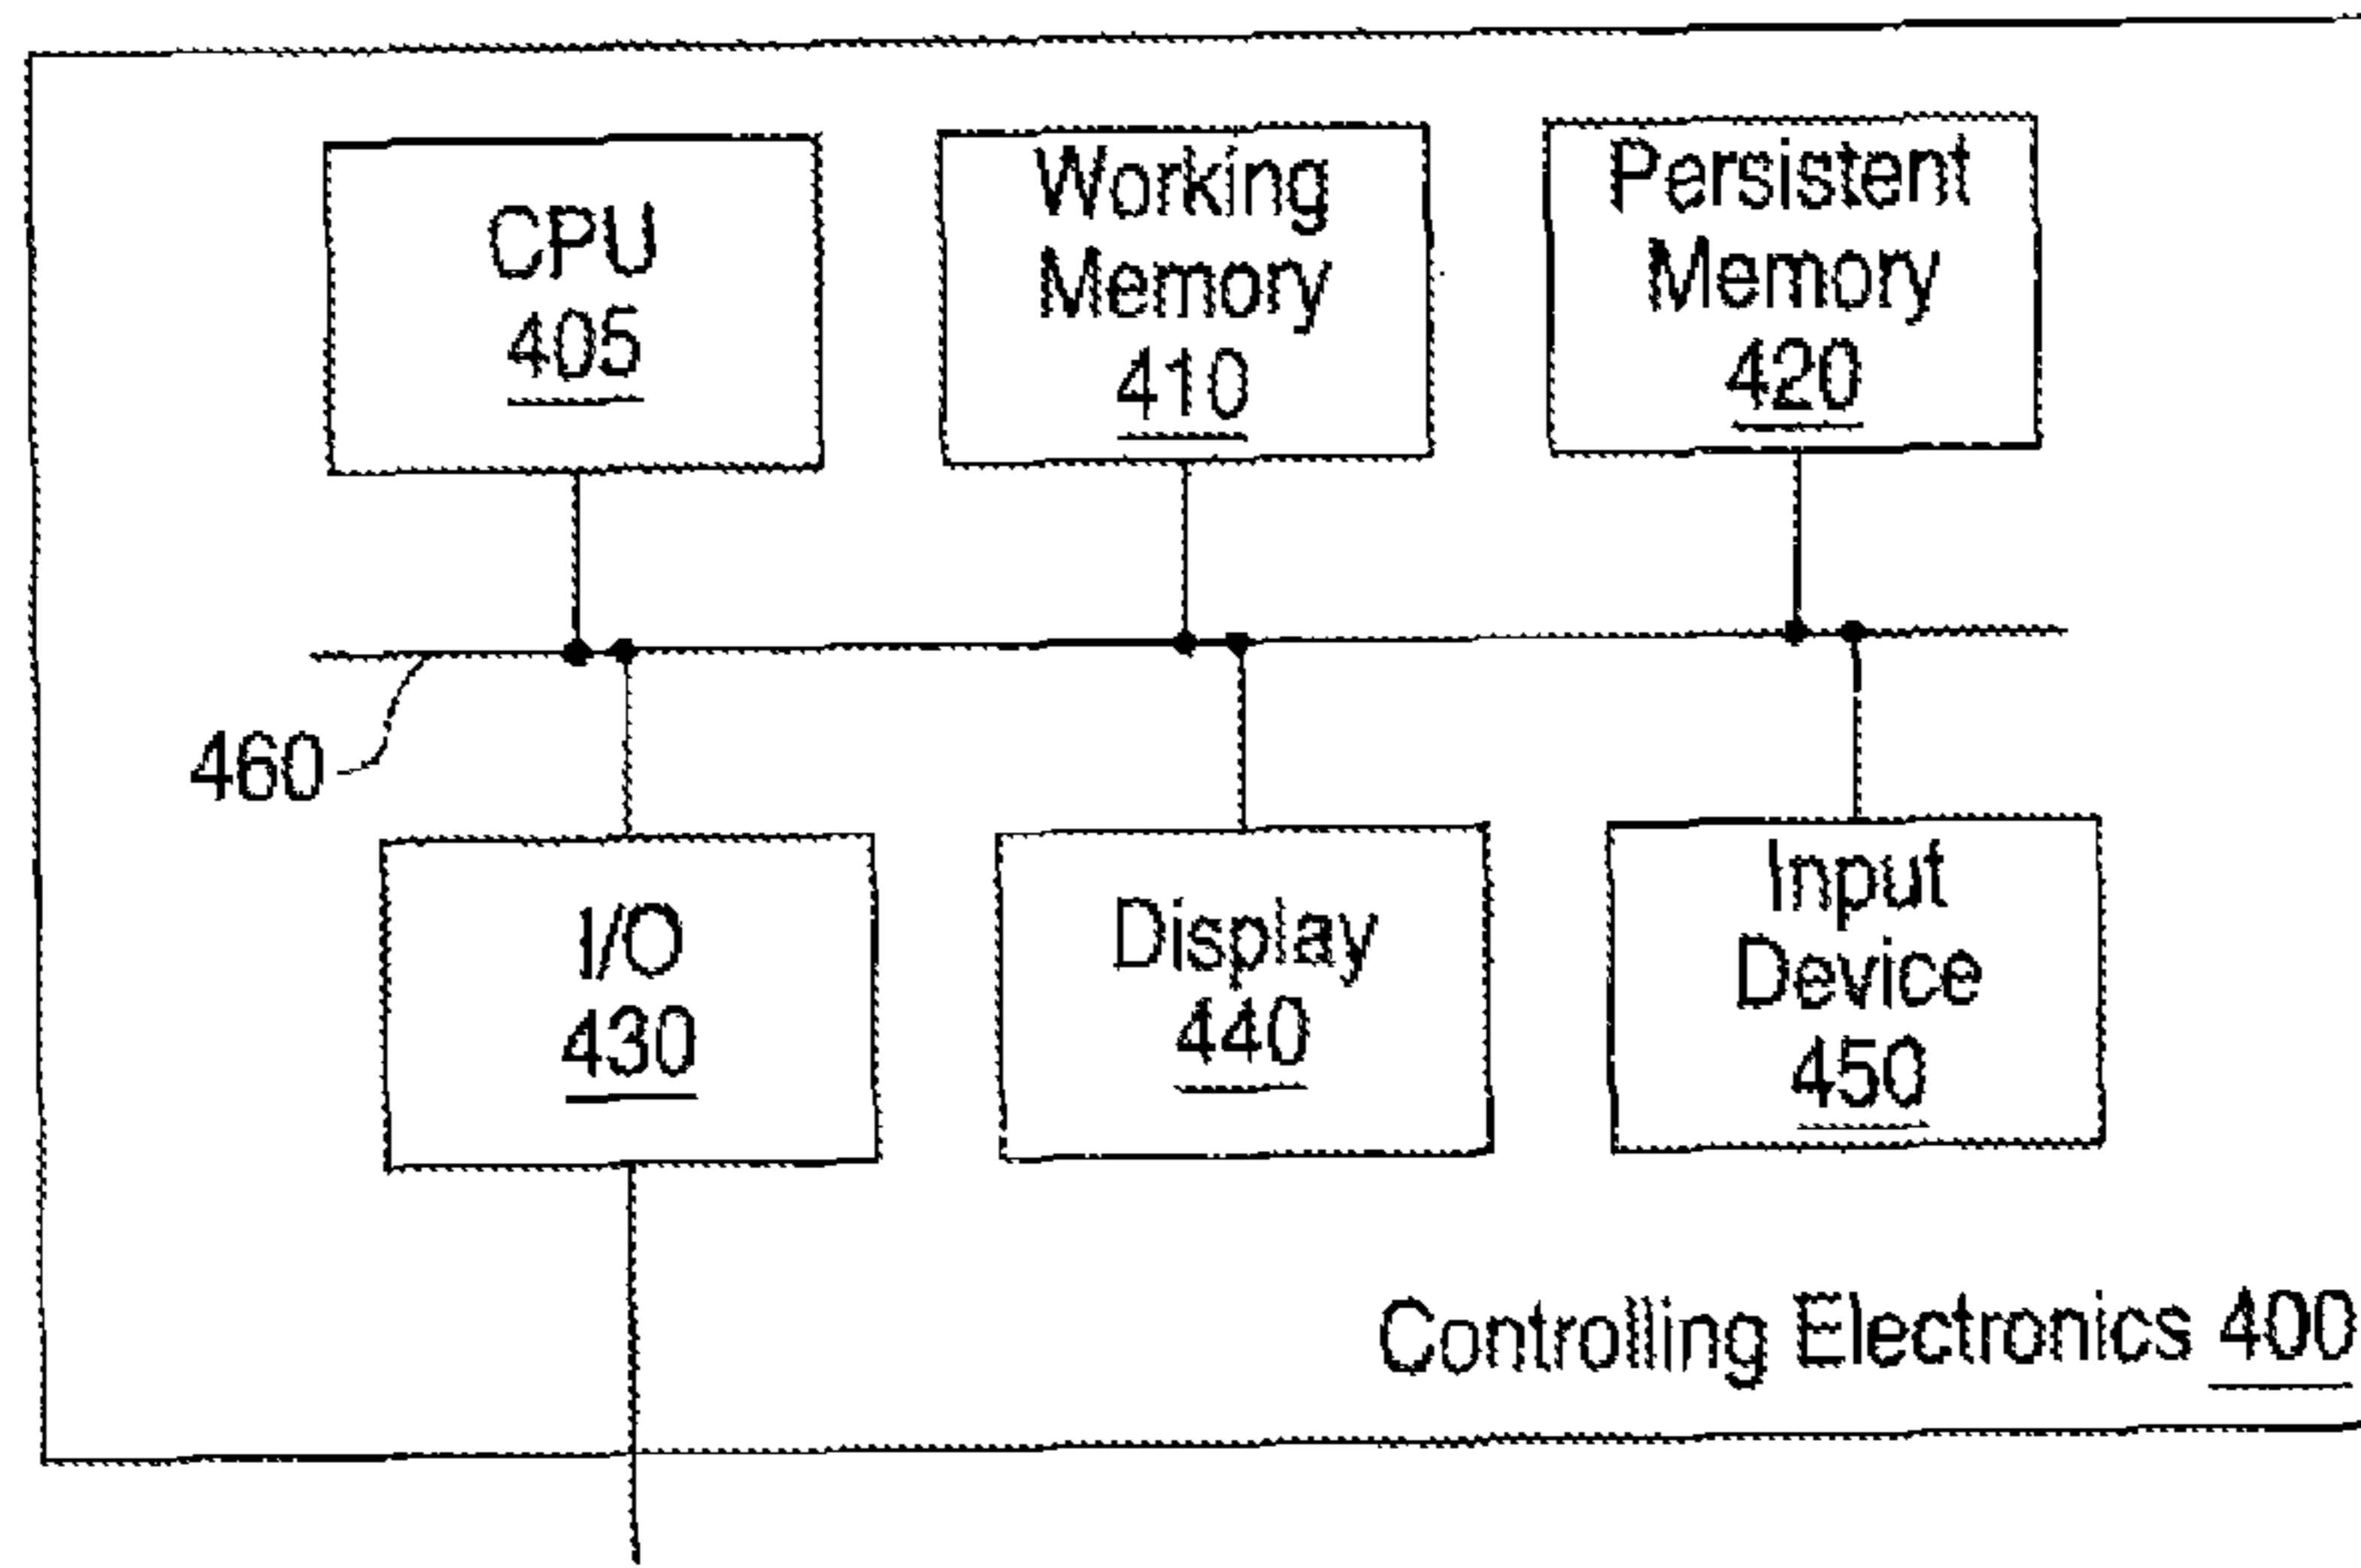 CPU
405
Working
Memory
410
Persistent
Memory
420
460
I/O
430
Display
440
Input
Device
450
Controlling Electronics 400